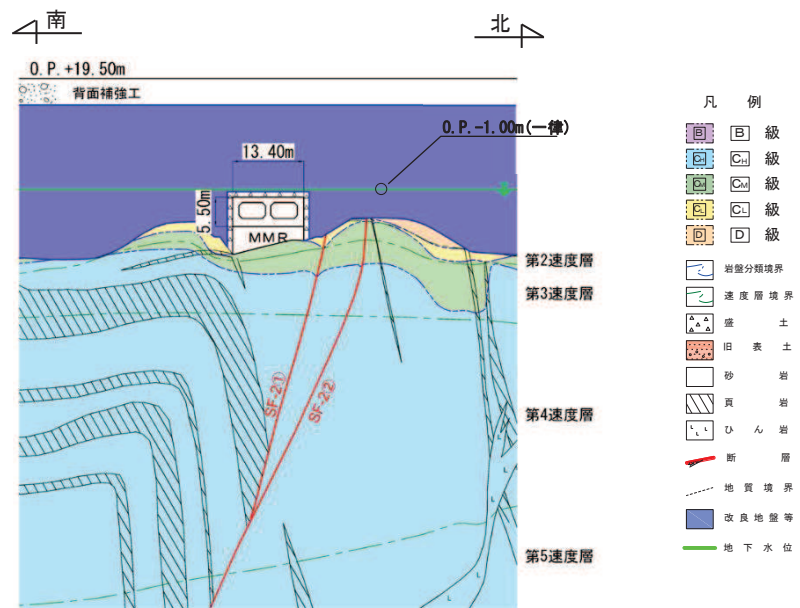 南
北
O.P.+19.50m
背面補強工
O.P.-1.00m(一律)
13.40m
5.50m
MMR
第2速度層
第3速度層
SF-2①
SF-2②
第4速度層
第5速度層
凡 例
B B 級
CH CH 級
CM CM 級
CL CL 級
D D 級
岩盤分類境界
速度層境界
盛 土
旧 表 土
砂 岩
頁 岩
ひ ん 岩
断 層
地 質 境 界
改 良 地 盤 等
地 下 水 位